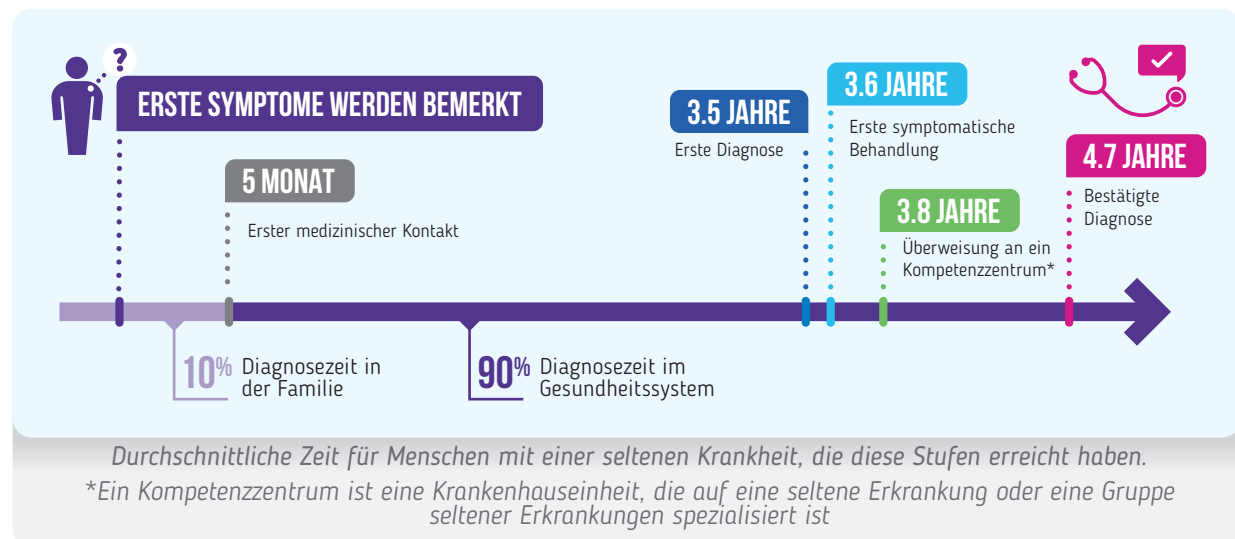 ?
ERSTE SYMPTOME WERDEN BEMERKT
5 MONAT
Erster medizinischer Kontakt
3.5 JAHRE
Erste Diagnose
3.6 JAHRE
Erste symptomatische
Behandlung
3.8 JAHRE
Überweisung an ein
Kompetenzzentrum*
4.7 JAHRE
Bestätigte
Diagnose
10% Diagnosezeit in
der Familie
90% Diagnosezeit im
Gesundheitssystem
Durchschnittliche Zeit für Menschen mit einer seltenen Krankheit, die diese Stufen erreicht haben.
*Ein Kompetenzzentrum ist eine Krankenhauseinheit, die auf eine seltene Erkrankung oder eine Gruppe
seltener Erkrankungen spezialisiert ist